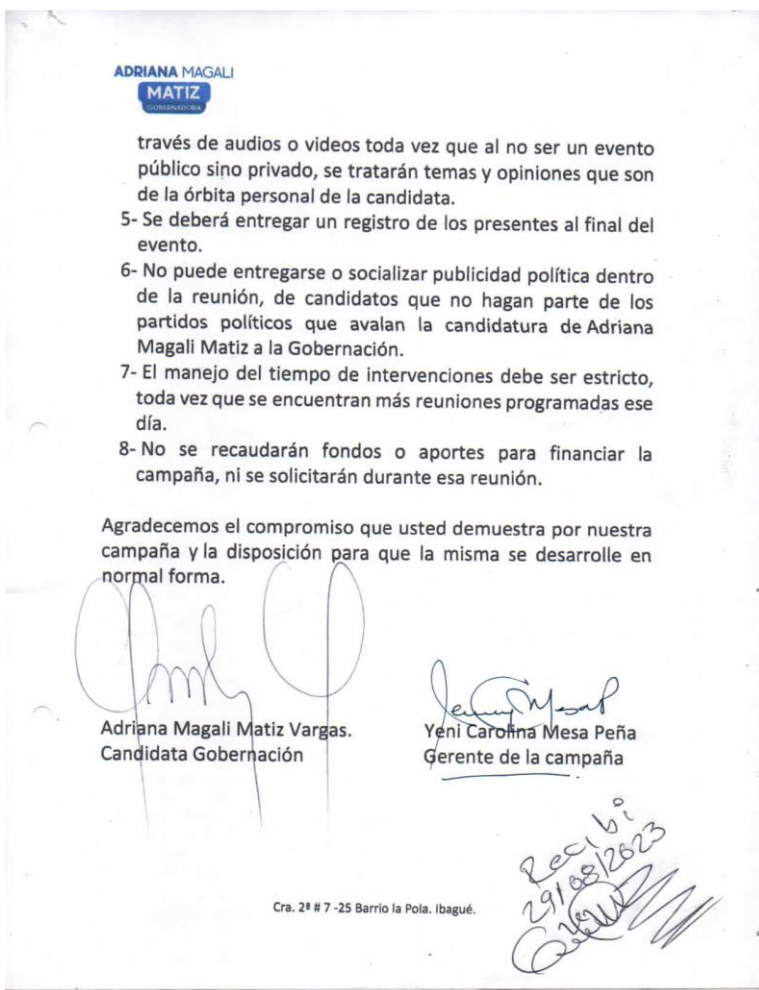 ADRIANA MAGALI
MATIZ
GOBERNADORA
través de audios o videos toda vez que al no ser un evento
público sino privado, se tratarán temas y opiniones que son
de la órbita personal de la candidata.
5- Se deberá entregar un registro de los presentes al final del
evento.
6- No puede entregarse o socializar publicidad política dentro
de la reunión, de candidatos que no hagan parte de los
partidos políticos que avalan la candidatura de Adriana
Magali Matiz a la Gobernación.
7- El manejo del tiempo de intervenciones debe ser estricto,
toda vez que se encuentran más reuniones programadas ese
día.
8- No se recaudarán fondos o aportes para financiar la
campaña, ni se solicitarán durante esa reunión.
Agradecemos el compromiso que usted demuestra por nuestra
campaña y la disposición para que la misma se desarrolle en
normal forma.
Adriana Magali Matiz Vargas.
Candidata Gobernación
Yeni Carolina Mesa Peña
Gerente de la campaña
Recibi
29/08/2023
Cra. 2ª # 7 -25 Barrio la Pola. Ibagué.